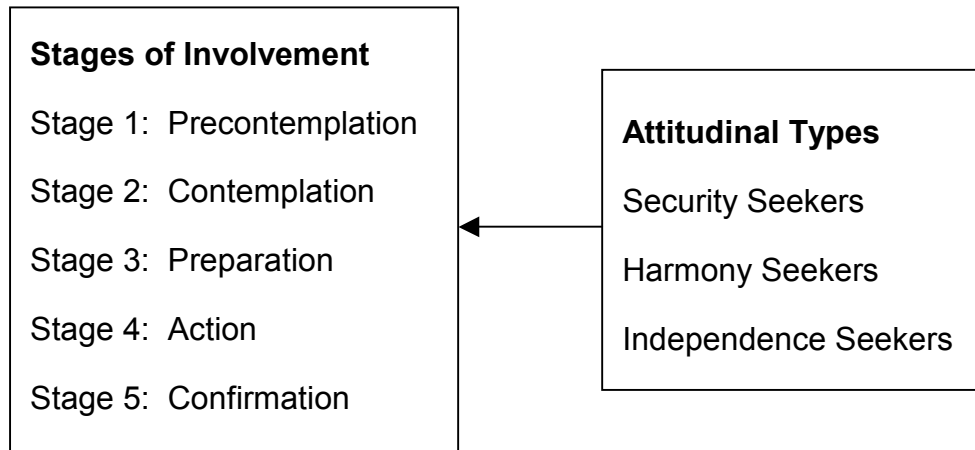 Stages of Involvement
Stage 1: Precontemplation
Stage 2: Contemplation
Stage 3: Preparation
Stage 4: Action
Stage 5: Confirmation
Attitudinal Types
Security Seekers
Harmony Seekers
Independence Seekers